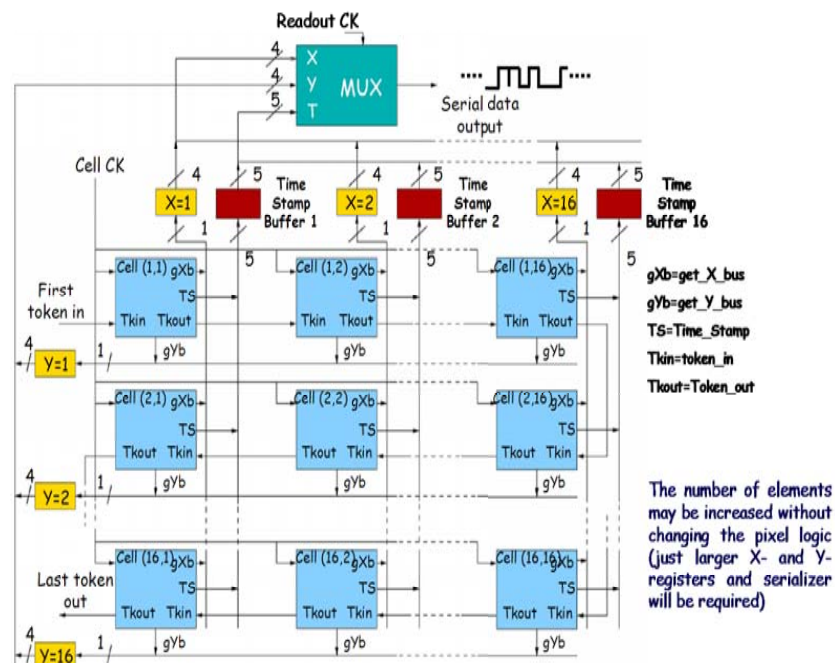 Readout CK
4
X
4
Y
MUX
5
T
Serial data
output
Cell CK
4
5
4
5
4
5
X=1
Time
Stamp
Buffer 1
X=2
Time
Stamp
Buffer 2
X=16
Time
Stamp
Buffer 16
1
5
1
5
1
5
Cell (1,1) gXb
TS
Tkin Tkout
gYb
Cell (1,2) gXb
TS
Tkin Tkout
gYb
Cell (1,16) gXb
TS
Tkin Tkout
gYb
First
token in
4
Y=1
1
gXb=get_X_bus
gYb=get_Y_bus
TS=Time_Stamp
Tkin=token_in
Tkout=Token_out
Cell (2,1) gXb
TS
Tkout Tkin
gYb
Cell (2,2) gXb
TS
Tkout Tkin
gYb
Cell (2,16) gXb
TS
Tkout Tkin
gYb
4
Y=2
1
The number of elements
may be increased without
changing the pixel logic
(just larger X- and Y-
registers and serializer
will be required)
Cell (16,1) gXb
TS
Tkout Tkin
gYb
Cell (16,2) gXb
TS
Tkout Tkin
gYb
Cell (16,16) gXb
TS
Tkout Tkin
gYb
Last token
out
4
Y=16
1